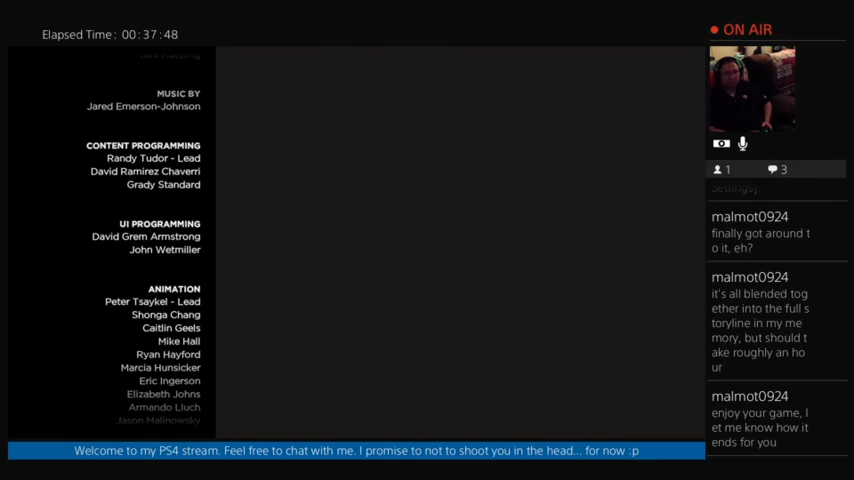 Elapsed Time: 00:37:48
ON AIR
MUSIC BY
Jared Emerson-Johnson
CONTENT PROGRAMMING
Randy Tudor - Lead
David Ramirez Chaverri
Grady Standard
UI PROGRAMMING
David Grem Armstrong
John Wetmiller
ANIMATION
Peter Tsaykel - Lead
Shonga Chang
Caitlin Geels
Mike Hall
Ryan Hayford
Marcia Hunsicker
Eric Ingerson
Elizabeth Johns
Armando Lluch
Jason Malinowsky
1
3
Settings].
malmot0924
finally got around t
o it, eh?
malmot0924
it's all blended tog
ether into the full s
toryline in my me
mory, but should t
ake roughly an ho
ur
malmot0924
enjoy your game, l
et me know how it
ends for you
Welcome to my PS4 stream. Feel free to chat with me. I promise to not to shoot you in the head... for now :p